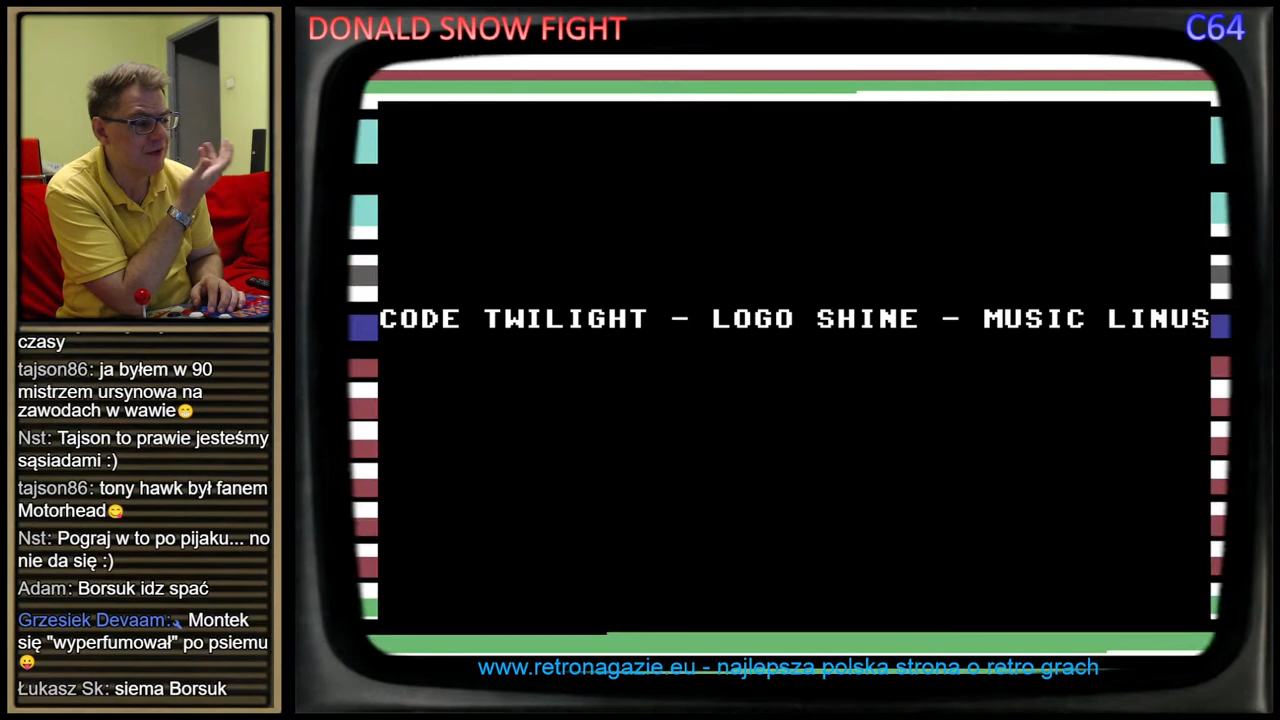 DONALD SNOW FIGHT
C64
CODE TWILIGHT - LOGO SHINE - MUSIC LINUS
czasy
tajson86: ja byłem w 90
mistrzem ursynowa na
zawodach w wawie😁
Nst: Tajson to prawie jesteśmy
sąsiadami :)
tajson86: tony hawk był fanem
Motorhead😋
Nst: Pograj w to po pijaku... no
nie da się :)
Adam: Borsuk idz spać
Grzesiek Devaam:🔧 Montek
się "wyperfumował" po psiemu
😛
Łukasz Sk: siema Borsuk
www.retronagazie.eu - najlepsza polska strona o retro grach